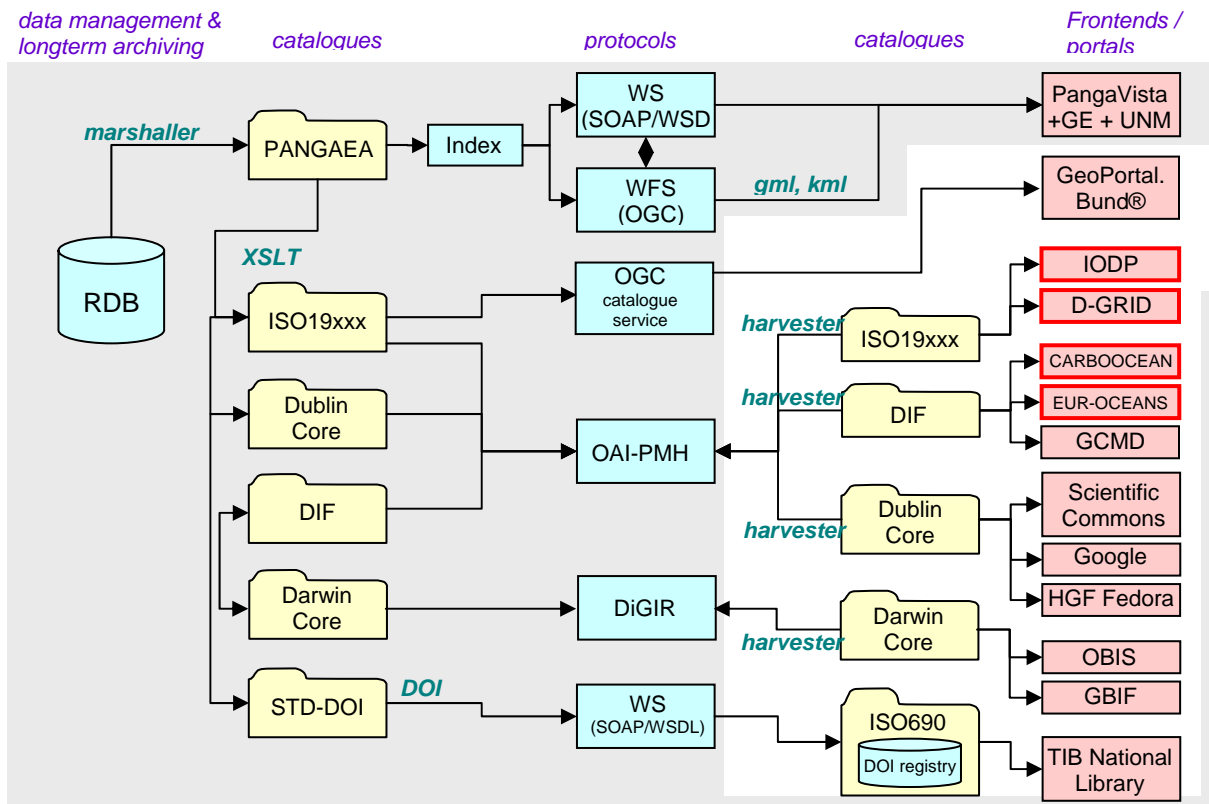 data management &
longterm archiving
catalogues
protocols
catalogues
Frontends /
portals
marshaller
PANGAEA
Index
WS
(SOAP/WSD
WFS
(OGC)
gml, kml
PangaVista
+GE + UNM
GeoPortal.
Bund®
RDB
XSLT
ISO19xxx
OGC
catalogue
service
harvester
ISO19xxx
IODP
D-GRID
Dublin
Core
OAI-PMH
harvester
DIF
CARBOOCEAN
EUR-OCEANS
GCMD
DIF
harvester
Dublin
Core
Scientific
Commons
Google
HGF Fedora
Darwin
Core
DiGIR
harvester
Darwin
Core
OBIS
GBIF
STD-DOI
DOI
WS
(SOAP/WSDL)
ISO690
DOI registry
TIB National
Library